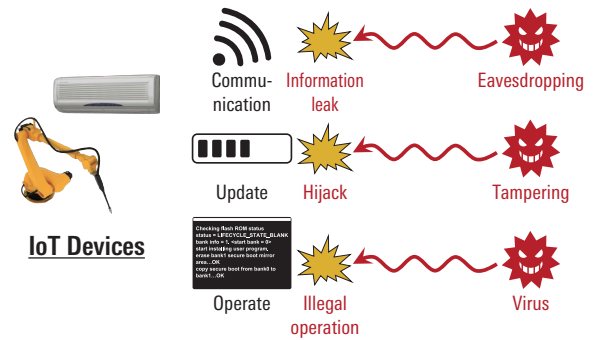 Commu-
nication
Information
leak
Eavesdropping
Update
Hijack
Tampering
IoT Devices
Checking flash ROM status
status = LIFECYCLE_STATE_BLANK
bank info = 1, <start bank = 0>
start installing user program,
erase bank1 secure boot mirror
area...OK
copy secure boot from bank0 to
bank1...OK
Operate
Illegal
operation
Virus